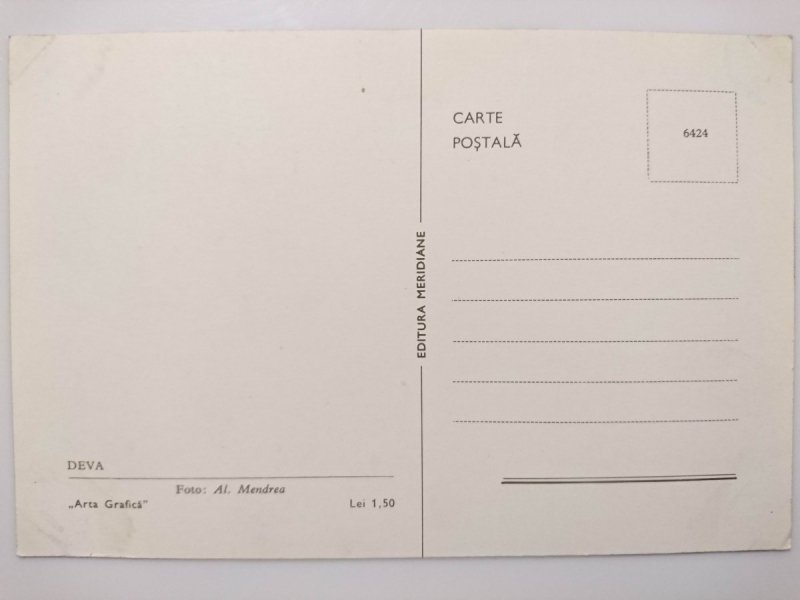 CARTE
POȘTALĂ
6424
EDITURA MERIDIANE
DEVA
Foto: Al. Mendrea
„Arta Grafică” Lei 1,50